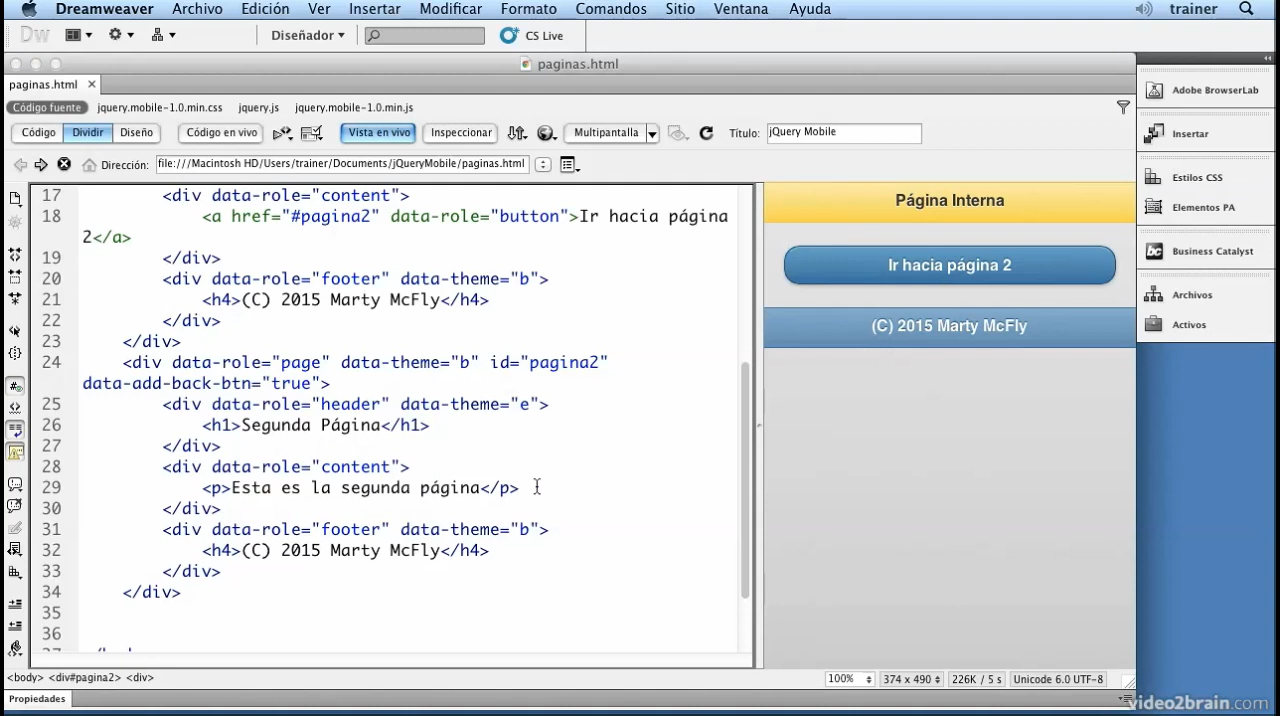 Dreamweaver Archivo Edición Ver Insertar Modificar Formato Comandos Sitio Ventana Ayuda trainer
Dw Diseñador CS Live
paginas.html
paginas.html
Código fuente jquery.mobile-1.0.min.css jquery.js jquery.mobile-1.0.min.js
Código Dividir Diseño Código en vivo Vista en vivo Inspeccionar Multipantalla Título: jQuery Mobile
Dirección: file:///Macintosh HD/Users/trainer/Documents/jQueryMobile/paginas.html
17 <div data-role="content">
18 <a href="#pagina2" data-role="button">Ir hacia página
2</a>
19 </div>
20 <div data-role="footer" data-theme="b">
21 <h4>(C) 2015 Marty McFly</h4>
22 </div>
23 </div>
24 <div data-role="page" data-theme="b" id="pagina2"
data-add-back-btn="true">
25 <div data-role="header" data-theme="e">
26 <h1>Segunda Página</h1>
27 </div>
28 <div data-role="content">
29 <p>Esta es la segunda página</p>
30 </div>
31 <div data-role="footer" data-theme="b">
32 <h4>(C) 2015 Marty McFly</h4>
33 </div>
34 </div>
35
36
Página Interna
Ir hacia página 2
(C) 2015 Marty McFly
Adobe BrowserLab
Insertar
Estilos CSS
Elementos PA
bc Business Catalyst
Archivos
Activos
<body> <div#pagina2> <div> 100% 374 x 490 226K / 5 s Unicode 6.0 UTF-8
Propiedades
video2brain.com